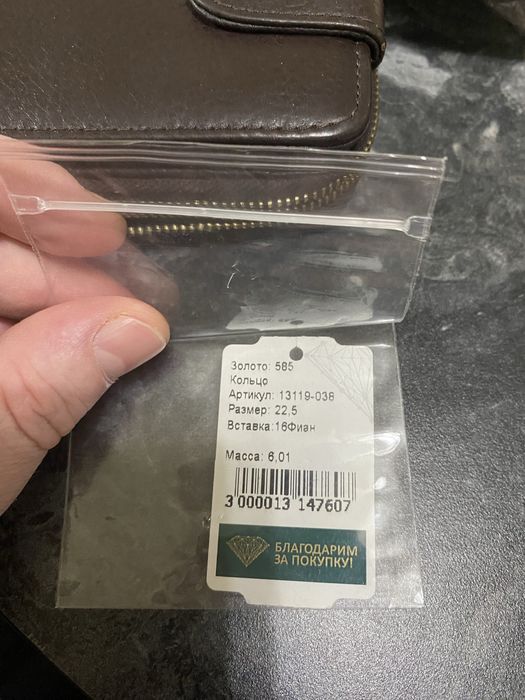 Золото: 585
Кольцо
Артикул: 13119-038
Размер: 22,5
Вставка:16Фиан
Масса: 6,01
3 000013 147607
БЛАГОДАРИМ
ЗА ПОКУПКУ!